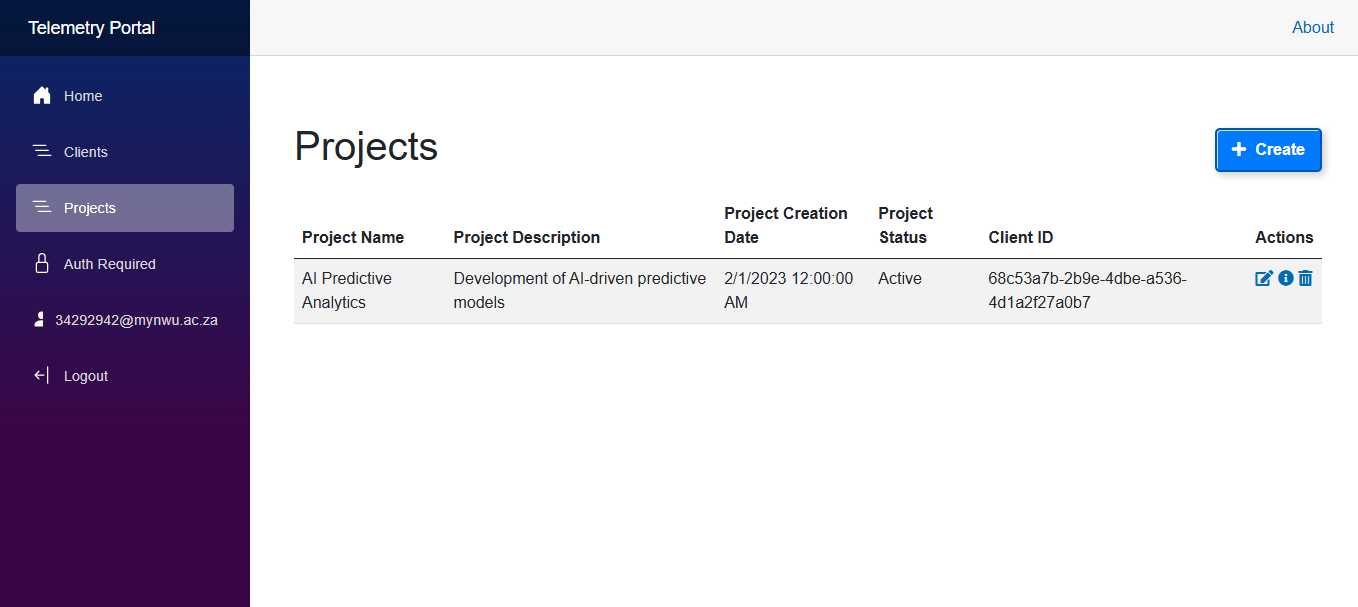 Telemetry Portal
About
Home
Clients
Projects
Auth Required
34292942@mynwu.ac.za
Logout
Projects
Create
Project Name
Project Description
Project Creation
Date
Project
Status
Client ID
Actions
AI Predictive
Analytics
Development of AI-driven predictive
models
2/1/2023 12:00:00
AM
Active
68c53a7b-2b9e-4dbe-a536-
4d1a2f27a0b7